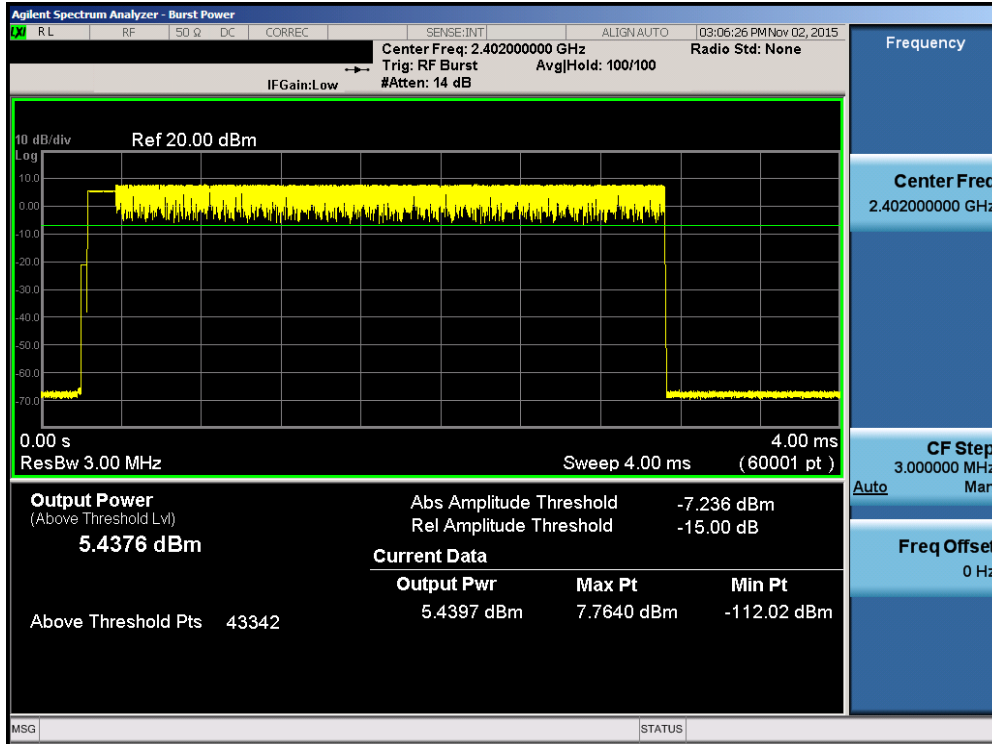 Agilent Spectrum Analyzer - Burst Power
LXI RL RF 50 Ω DC CORREC SENSE:INT ALIGN AUTO 03:06:26 PM Nov 02, 2015
Center Freq: 2.402000000 GHz Radio Std: None
Trig: RF Burst Avg|Hold: 100/100
IFGain:Low #Atten: 14 dB
10 dB/div Ref 20.00 dBm
Log
10.0
0.00
-10.0
-20.0
-30.0
-40.0
-50.0
-60.0
-70.0
0.00 s 4.00 ms
ResBw 3.00 MHz Sweep 4.00 ms (60001 pt)
Output Power
(Above Threshold Lvl)
5.4376 dBm
Above Threshold Pts 43342
Abs Amplitude Threshold -7.236 dBm
Rel Amplitude Threshold -15.00 dB
Current Data
Output Pwr Max Pt Min Pt
5.4397 dBm 7.7640 dBm -112.02 dBm
Frequency
Center Freq
2.402000000 GHz
CF Step
3.000000 MHz
Auto Man
Freq Offset
0 Hz
MSG STATUS